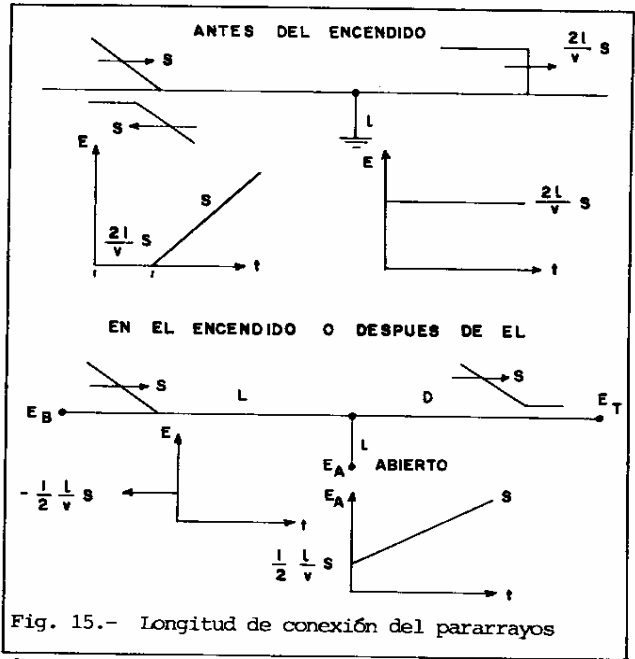 ANTES DEL ENCENDIDO
S
2l/v S
S
l
E
S
2l/v S
t
E
2l/v S
t
EN EL ENCENDIDO O DESPUES DE EL
S
L
D
S
E_B
E_T
l
E_A ABIERTO
E
- 1/2 l/v S
t
E_A
S
1/2 l/v S
t
Fig. 15.- Longitud de conexión del pararrayos